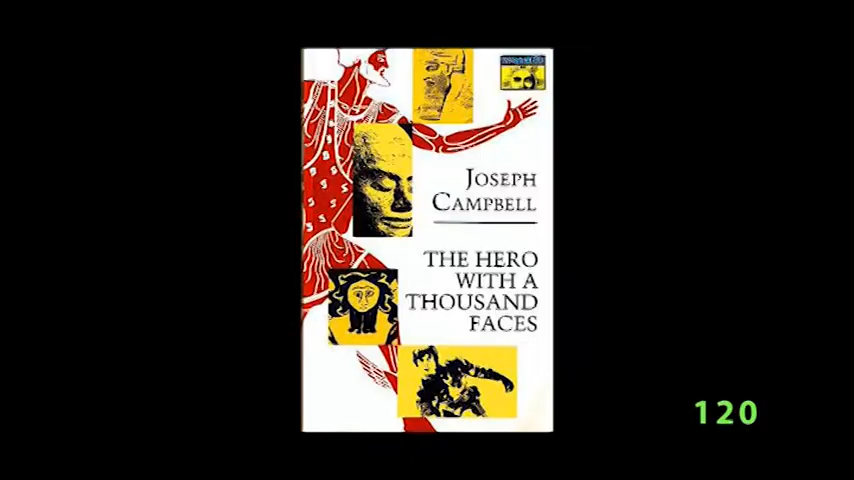 JOSEPH
CAMPBELL
THE HERO
WITH A
THOUSAND
FACES
120